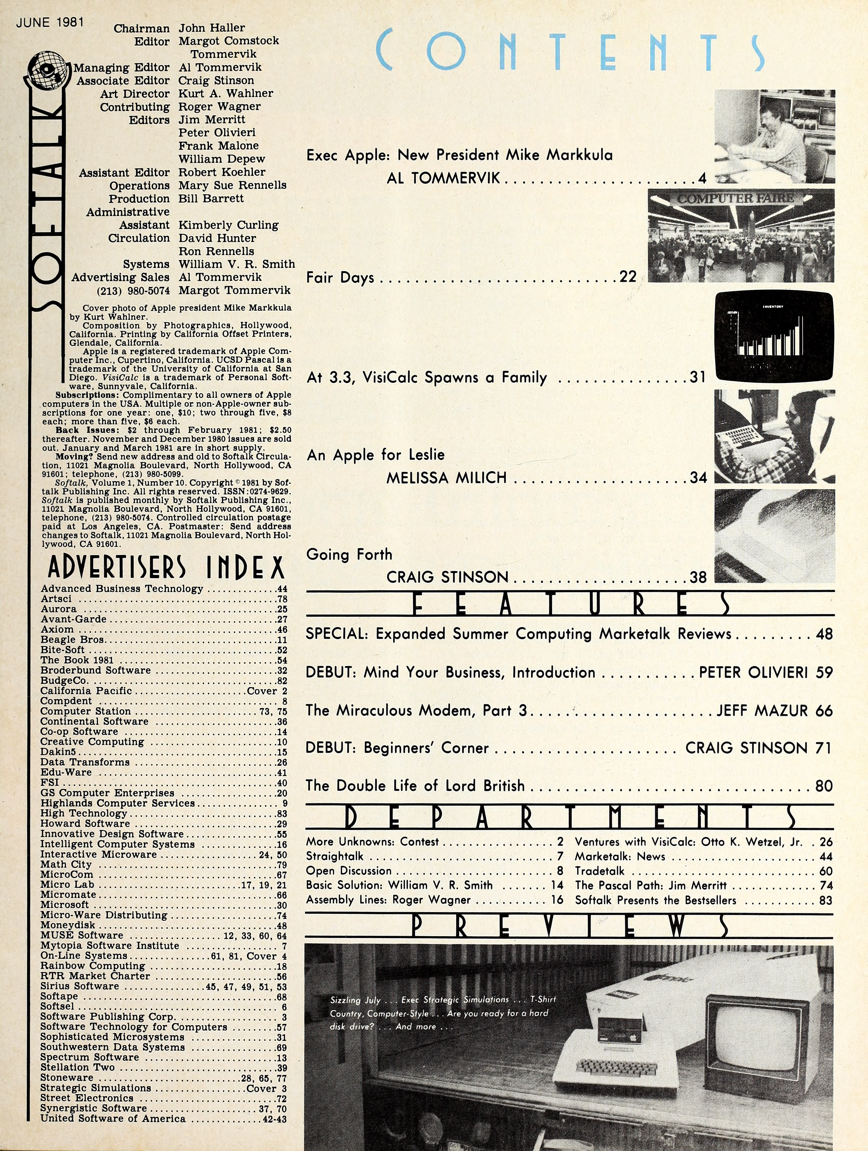 JUNE 1981
SOFTALK
Chairman John Haller
Editor Margot Comstock
Tommervik
Managing Editor Al Tommervik
Associate Editor Craig Stinson
Art Director Kurt A. Wahlner
Contributing Roger Wagner
Editors Jim Merritt
Peter Olivieri
Frank Malone
William Depew
Assistant Editor Robert Koehler
Operations Mary Sue Rennells
Production Bill Barrett
Administrative
Assistant Kimberly Curling
Circulation David Hunter
Ron Rennells
Systems William V. R. Smith
Advertising Sales Al Tommervik
(213) 980-5074 Margot Tommervik
Cover photo of Apple president Mike Markkula
by Kurt Wahlner.
Composition by Photographics, Hollywood,
California. Printing by California Offset Printers,
Glendale, California.
Apple is a registered trademark of Apple Com-
puter Inc., Cupertino, California. UCSD Pascal is a
trademark of the University of California at San
Diego. VisiCalc is a trademark of Personal Soft-
ware, Sunnyvale, California.
Subscriptions: Complimentary to all owners of Apple
computers in the USA. Multiple or non-Apple-owner sub-
scriptions for one year: one, $10; two through five, $8
each; more than five, $6 each.
Back Issues: $2 through February 1981; $2.50
thereafter. November and December 1980 issues are sold
out. January and March 1981 are in short supply.
Moving? Send new address and old to Softalk Circula-
tion, 11021 Magnolia Boulevard, North Hollywood, CA
91601; telephone, (213) 980-5099.
Softalk, Volume 1, Number 10. Copyright © 1981 by Sof-
talk Publishing Inc. All rights reserved. ISSN:0274-9629.
Softalk is published monthly by Softalk Publishing Inc.,
11021 Magnolia Boulevard, North Hollywood, CA 91601,
telephone, (213) 980-5074. Controlled circulation postage
paid at Los Angeles, CA. Postmaster: Send address
changes to Softalk, 11021 Magnolia Boulevard, North Hol-
lywood, CA 91601.
ADVERTISERS INDEX
Advanced Business Technology ............44
Artsci ............78
Aurora ............25
Avant-Garde ............27
Axiom ............46
Beagle Bros. ............11
Bite-Soft ............52
The Book 1981 ............54
Broderbund Software ............32
BudgeCo. ............82
California Pacific ............Cover 2
Compdent ............8
Computer Station ............73, 75
Continental Software ............36
Co-op Software ............14
Creative Computing ............10
Dakin5 ............15
Data Transforms ............26
Edu-Ware ............41
FSI ............40
GS Computer Enterprises ............20
Highlands Computer Services ............9
High Technology ............83
Howard Software ............29
Innovative Design Software ............55
Intelligent Computer Systems ............16
Interactive Microware ............24, 50
Math City ............79
MicroCom ............67
Micro Lab ............17, 19, 21
Micromate ............66
Microsoft ............30
Micro-Ware Distributing ............74
Moneydisk ............48
MUSE Software ............12, 33, 60, 64
Mytopia Software Institute ............7
On-Line Systems ............61, 81, Cover 4
Rainbow Computing ............18
RTR Market Charter ............56
Sirius Software ............45, 47, 49, 51, 53
Softape ............68
Softsel ............6
Software Publishing Corp. ............3
Software Technology for Computers ............57
Sophisticated Microsystems ............31
Southwestern Data Systems ............69
Spectrum Software ............13
Stellation Two ............39
Stoneware ............28, 65, 77
Strategic Simulations ............Cover 3
Street Electronics ............72
Synergistic Software ............37, 70
United Software of America ............42-43
CONTENTS
Exec Apple: New President Mike Markkula
AL TOMMERVIK ............4
COMPUTER FAIRE
Fair Days ............22
INVENTORY
At 3.3, VisiCalc Spawns a Family ............31
An Apple for Leslie
MELISSA MILICH ............34
Going Forth
CRAIG STINSON ............38
FEATURES
SPECIAL: Expanded Summer Computing Marketalk Reviews ............48
DEBUT: Mind Your Business, Introduction ............PETER OLIVIERI 59
The Miraculous Modem, Part 3 ............JEFF MAZUR 66
DEBUT: Beginners' Corner ............CRAIG STINSON 71
The Double Life of Lord British ............80
DEPARTMENTS
More Unknowns: Contest ............2
Straightalk ............7
Open Discussion ............8
Basic Solution: William V. R. Smith ............14
Assembly Lines: Roger Wagner ............16
Ventures with VisiCalc: Otto K. Wetzel, Jr. . 26
Marketalk: News ............44
Tradetalk ............60
The Pascal Path: Jim Merritt ............74
Softalk Presents the Bestsellers ............83
PREVIEWS
Sizzling July ... Exec Strategic Simulations ... T-Shirt
Country, Computer-Style ... Are you ready for a hard
disk drive? ... And more ...